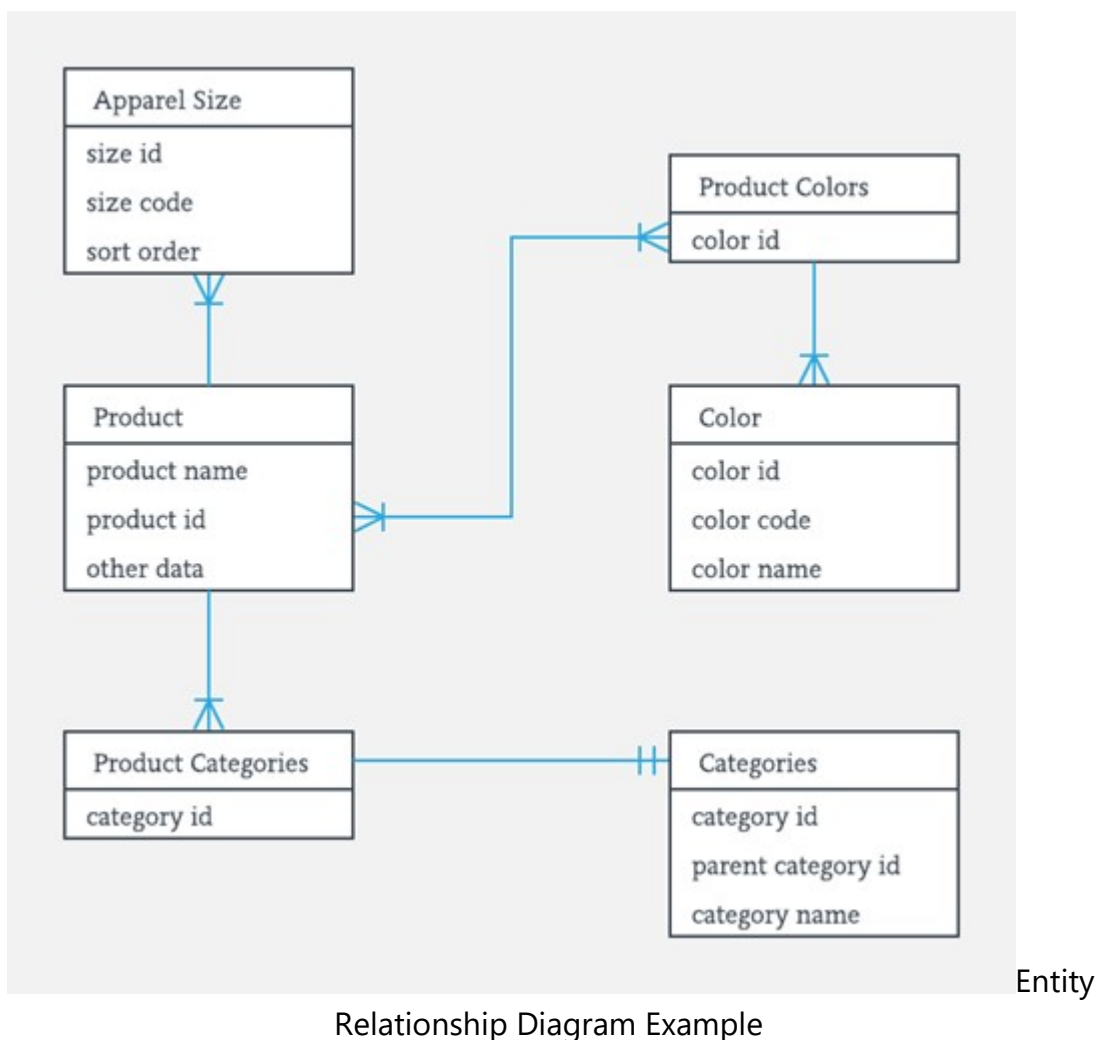 Apparel Size
size id
size code
sort order
Product Colors
color id
Product
product name
product id
other data
Color
color id
color code
color name
Product Categories
category id
Categories
category id
parent category id
category name
Entity
Relationship Diagram Example